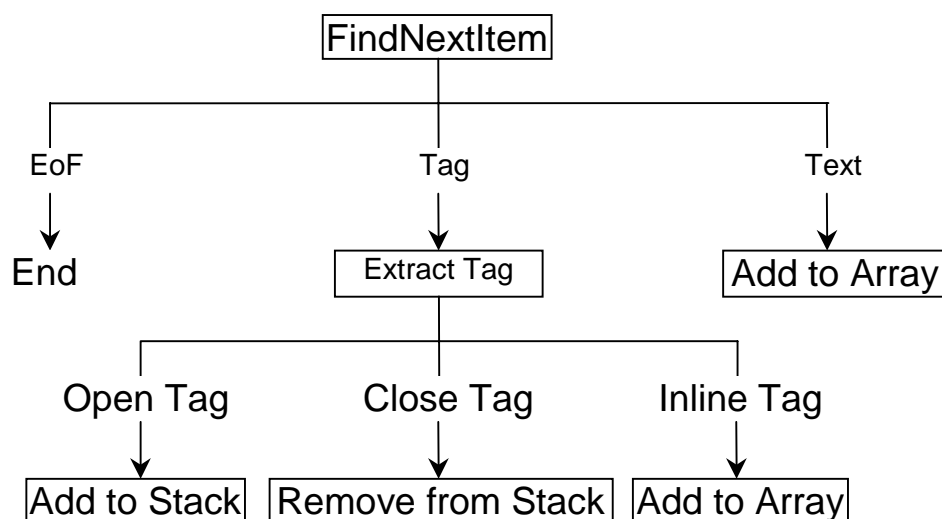 FindNextItem
EoF
Tag
Text
End
Extract Tag
Add to Array
Open Tag
Close Tag
Inline Tag
Add to Stack
Remove from Stack
Add to Array